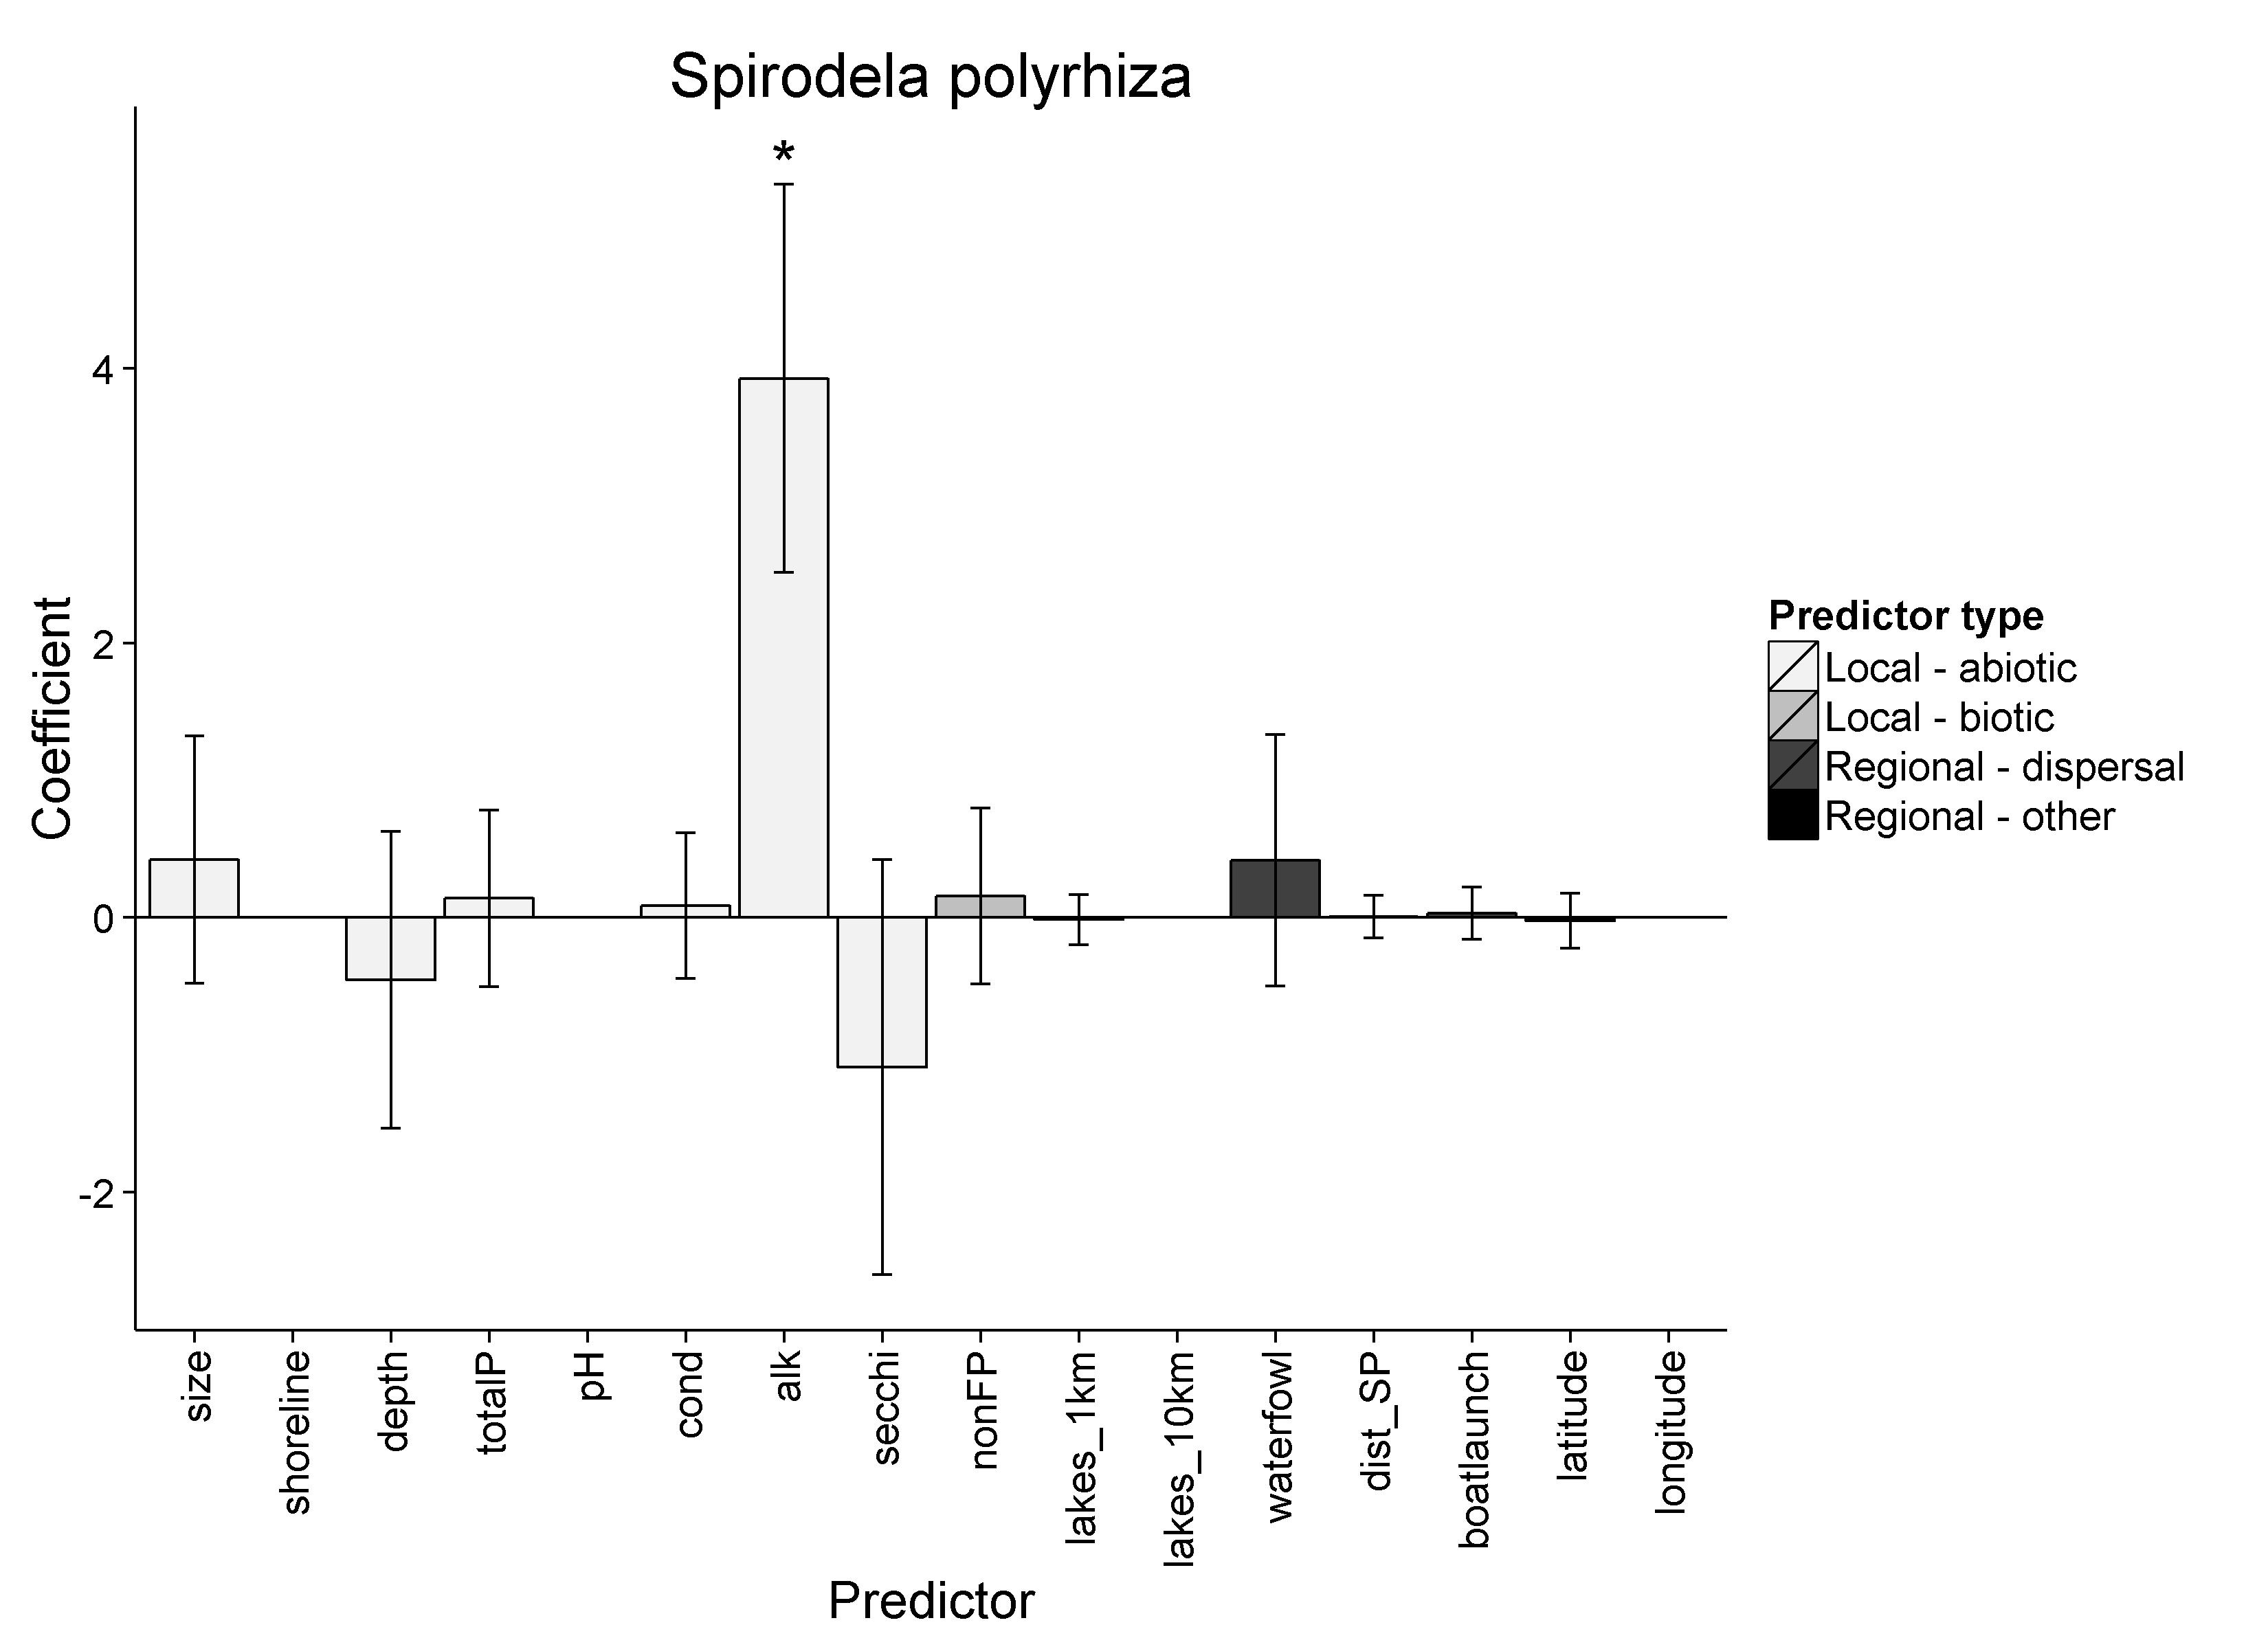 Spirodela polyrhiza
*
Coefficient
4
2
0
-2
size
shoreline
depth
totalP
pH
cond
alk
secchi
nonFP
lakes_1km
lakes_10km
waterfowl
dist_SP
boatlaunch
latitude
longitude
Predictor
Predictor type
Local - abiotic
Local - biotic
Regional - dispersal
Regional - other